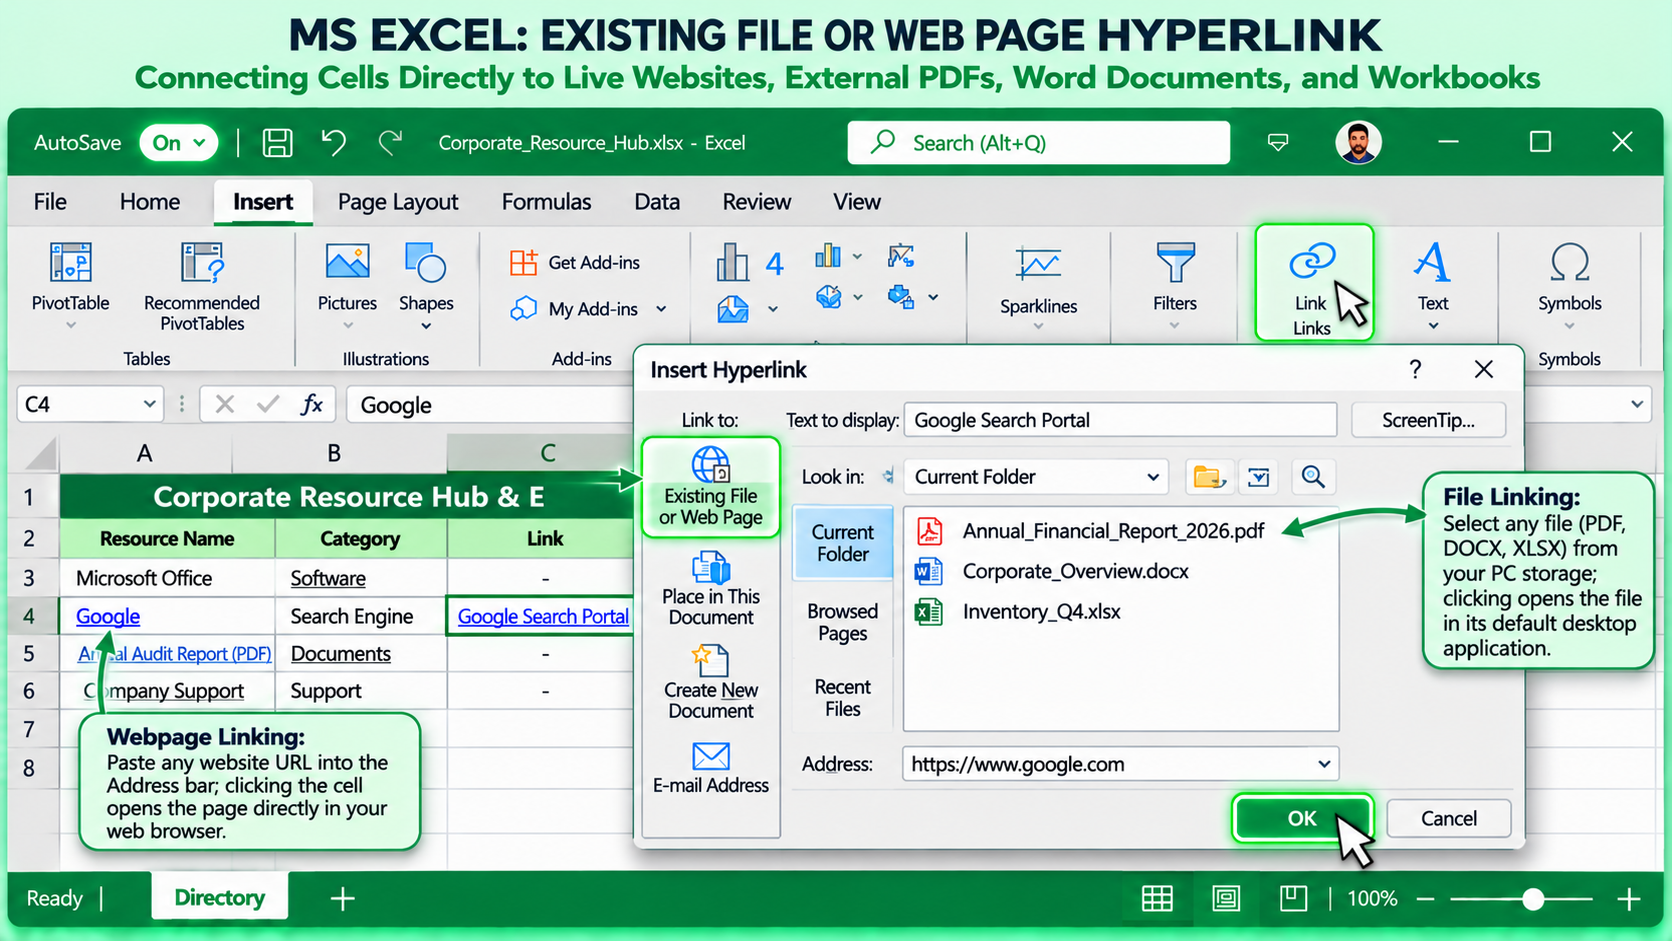 MS EXCEL: EXISTING FILE OR WEB PAGE HYPERLINK
Connecting Cells Directly to Live Websites, External PDFs, Word Documents, and Workbooks
AutoSave On Corporate_Resource_Hub.xlsx - Excel Search (Alt+Q)
File Home Insert Page Layout Formulas Data Review View
PivotTable
Recommended
PivotTables
Tables
Pictures
Shapes
Illustrations
Get Add-ins
My Add-ins
Add-ins
4
Sparklines
Filters
Link
Links
Text
Symbols
Symbols
C4 fx Google
A B C
1 Corporate Resource Hub & E
2 Resource Name Category Link
3 Microsoft Office Software -
4 Google Search Engine Google Search Portal
5 Audit Report (PDF) Documents -
6 Company Support Support -
7
8
Webpage Linking:
Paste any website URL into the
Address bar; clicking the cell
opens the page directly in your
web browser.
Insert Hyperlink ?
Link to:
Existing File
or Web Page
Place in This
Document
Create New
Document
E-mail Address
Text to display: Google Search Portal ScreenTip...
Look in: Current Folder
Current
Folder
Browsed
Pages
Recent
Files
Annual_Financial_Report_2026.pdf
Corporate_Overview.docx
Inventory_Q4.xlsx
Address: https://www.google.com
OK Cancel
File Linking:
Select any file (PDF,
DOCX, XLSX) from
your PC storage;
clicking opens the file
in its default desktop
application.
Ready Directory 100%